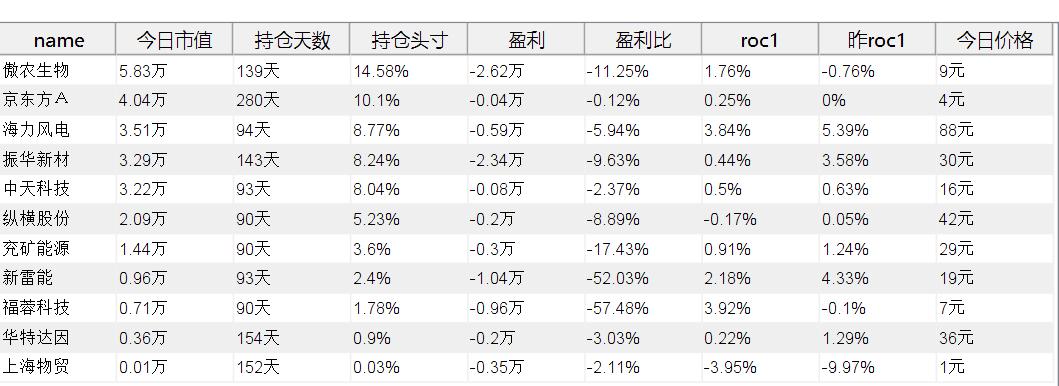 name 今日市值 持仓天数 持仓头寸 盈利 盈利比 roc1 昨roc1 今日价格
傲农生物 5.83万 139天 14.58% -2.62万 -11.25% 1.76% -0.76% 9元
京东方A 4.04万 280天 10.1% -0.04万 -0.12% 0.25% 0% 4元
海力风电 3.51万 94天 8.77% -0.59万 -5.94% 3.84% 5.39% 88元
振华新材 3.29万 143天 8.24% -2.34万 -9.63% 0.44% 3.58% 30元
中天科技 3.22万 93天 8.04% -0.08万 -2.37% 0.5% 0.63% 16元
纵横股份 2.09万 90天 5.23% -0.2万 -8.89% -0.17% 0.05% 42元
兖矿能源 1.44万 90天 3.6% -0.3万 -17.43% 0.91% 1.24% 29元
新雷能 0.96万 93天 2.4% -1.04万 -52.03% 2.18% 4.33% 19元
福蓉科技 0.71万 90天 1.78% -0.96万 -57.48% 3.92% -0.1% 7元
华特达因 0.36万 154天 0.9% -0.2万 -3.03% 0.22% 1.29% 36元
上海物贸 0.01万 152天 0.03% -0.35万 -2.11% -3.95% -9.97% 1元